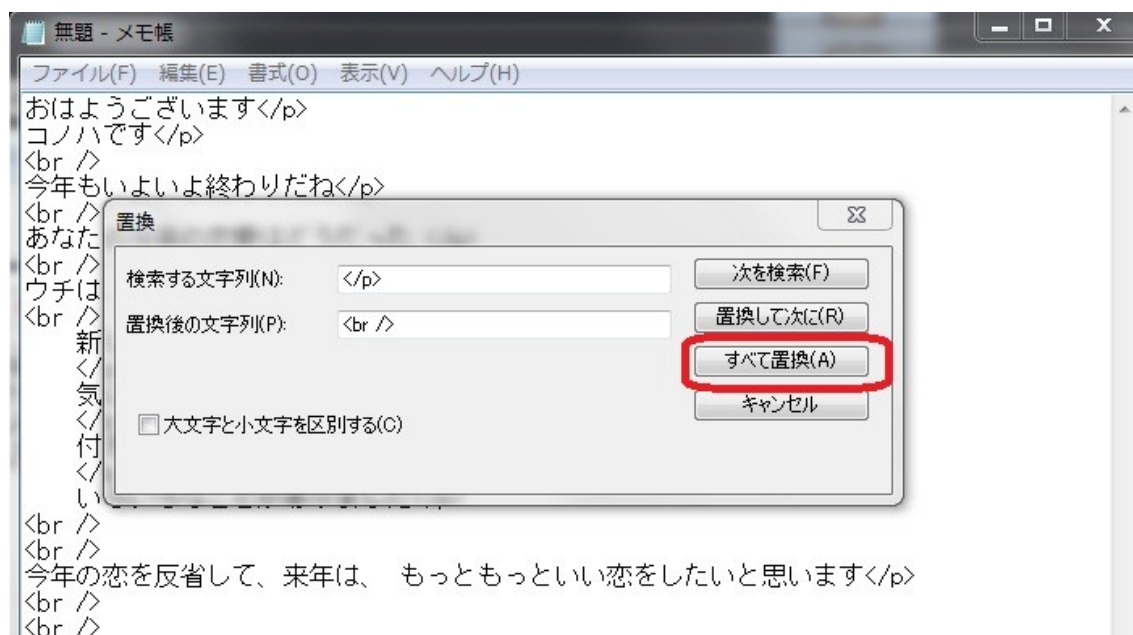 無題 - メモ帳
ファイル(F) 編集(E) 書式(O) 表示(V) ヘルプ(H)
おはようございます</p>
コノハです</p>
<br />
今年もいよいよ終わりだね</p>
<br />
あなた
<br />
ウチは
<br />
新
</
気
</
付
</
い
置換
検索する文字列(N):
</p>
次を検索(F)
置換後の文字列(P):
<br />
置換して次に(R)
すべて置換(A)
キャンセル
大文字と小文字を区別する(C)
<br />
<br />
今年の恋を反省して、来年は、 もっともっといい恋をしたいと思います</p>
<br />
<br />